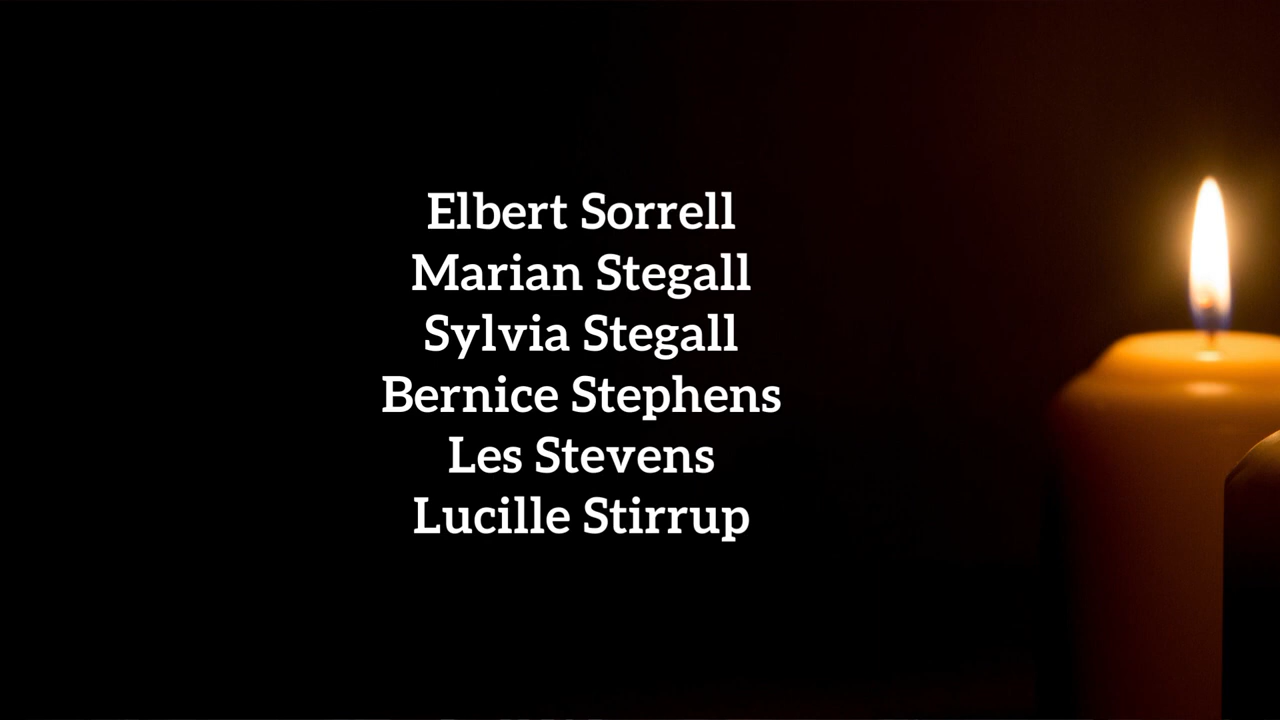 Elbert Sorrell
Marian Stegall
Sylvia Stegall
Bernice Stephens
Les Stevens
Lucille Stirrup